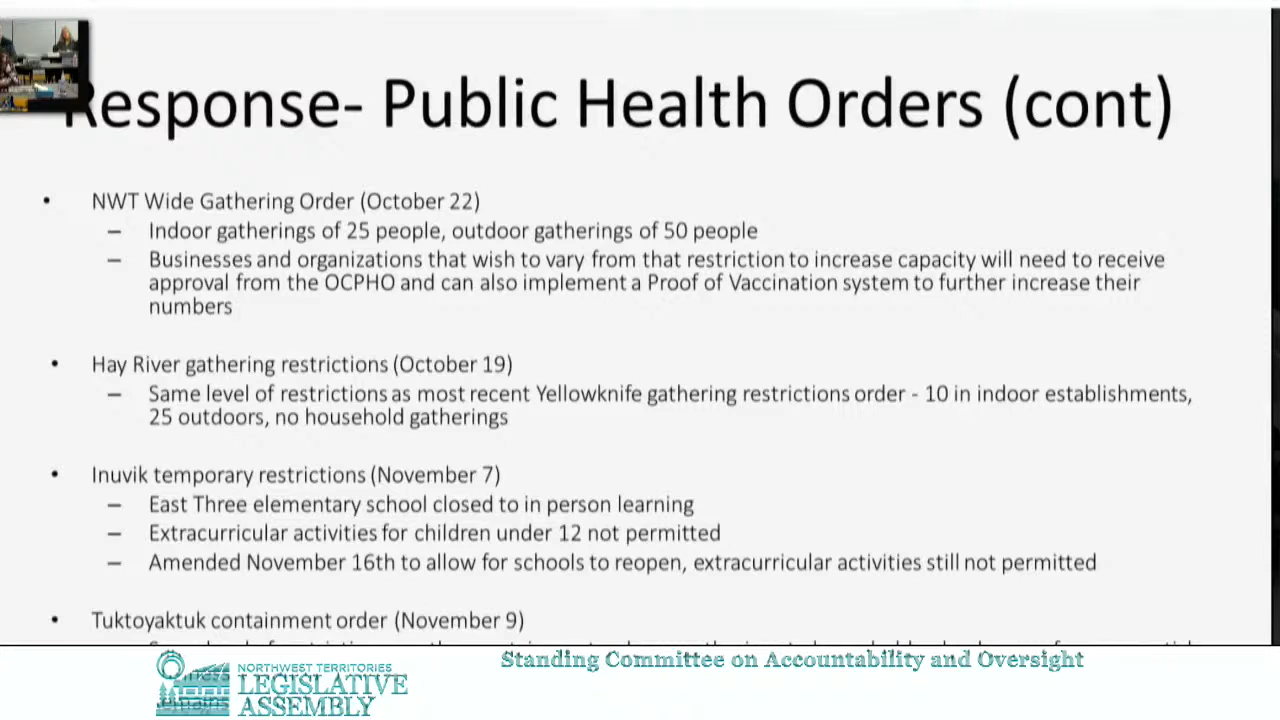 Response- Public Health Orders (cont)
• NWT Wide Gathering Order (October 22)
– Indoor gatherings of 25 people, outdoor gatherings of 50 people
– Businesses and organizations that wish to vary from that restriction to increase capacity will need to receive
approval from the OCPHO and can also implement a Proof of Vaccination system to further increase their
numbers
• Hay River gathering restrictions (October 19)
– Same level of restrictions as most recent Yellowknife gathering restrictions order - 10 in indoor establishments,
25 outdoors, no household gatherings
• Inuvik temporary restrictions (November 7)
– East Three elementary school closed to in person learning
– Extracurricular activities for children under 12 not permitted
– Amended November 16th to allow for schools to reopen, extracurricular activities still not permitted
• Tuktoyaktuk containment order (November 9)
Standing Committee on Accountability and Oversight
NORTHWEST TERRITORIES
LEGISLATIVE
ASSEMBLY